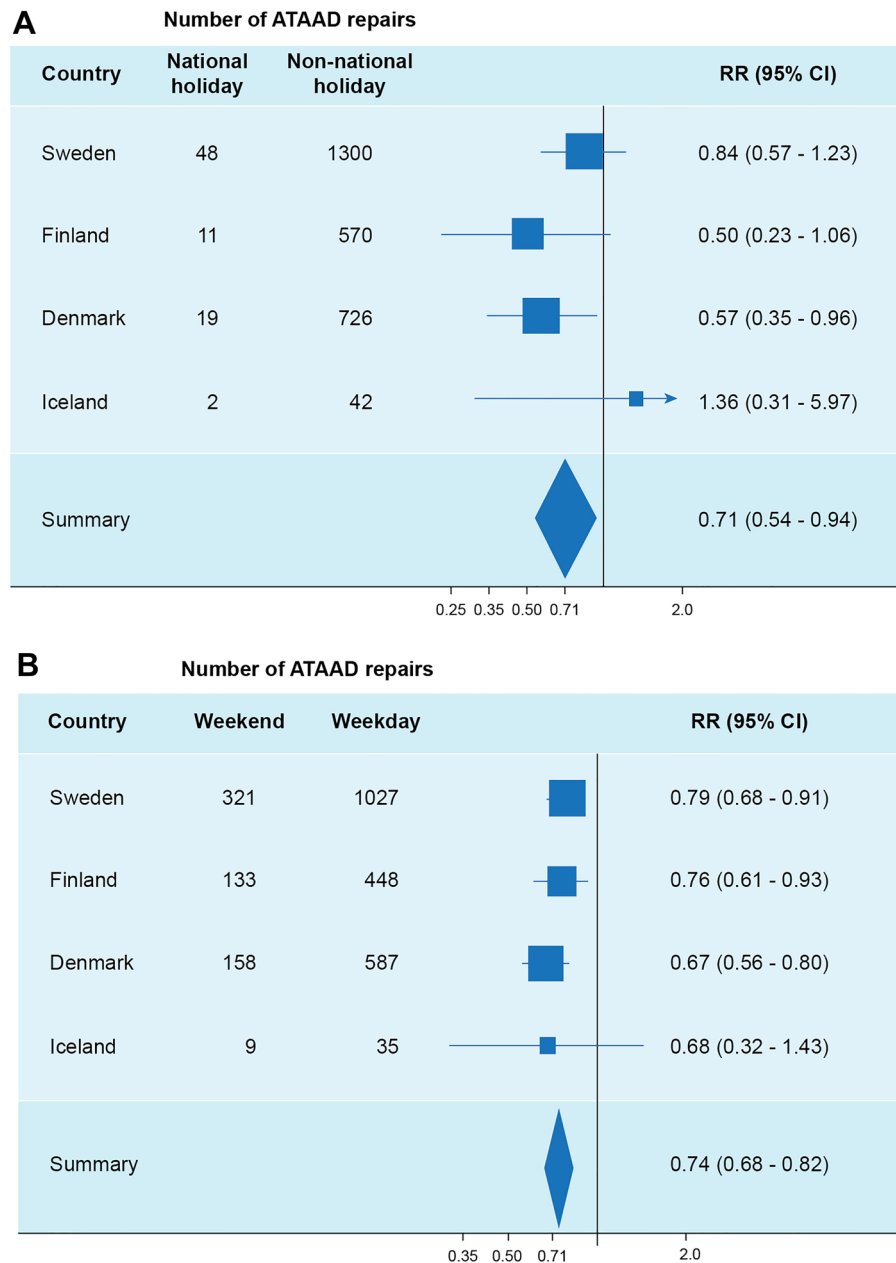 A
Number of ATAAD repairs
Country National holiday Non-national holiday RR (95% CI)
Sweden 48 1300 0.84 (0.57 - 1.23)
Finland 11 570 0.50 (0.23 - 1.06)
Denmark 19 726 0.57 (0.35 - 0.96)
Iceland 2 42 1.36 (0.31 - 5.97)
Summary 0.71 (0.54 - 0.94)
0.25 0.35 0.50 0.71 2.0
B
Number of ATAAD repairs
Country Weekend Weekday RR (95% CI)
Sweden 321 1027 0.79 (0.68 - 0.91)
Finland 133 448 0.76 (0.61 - 0.93)
Denmark 158 587 0.67 (0.56 - 0.80)
Iceland 9 35 0.68 (0.32 - 1.43)
Summary 0.74 (0.68 - 0.82)
0.35 0.50 0.71 2.0